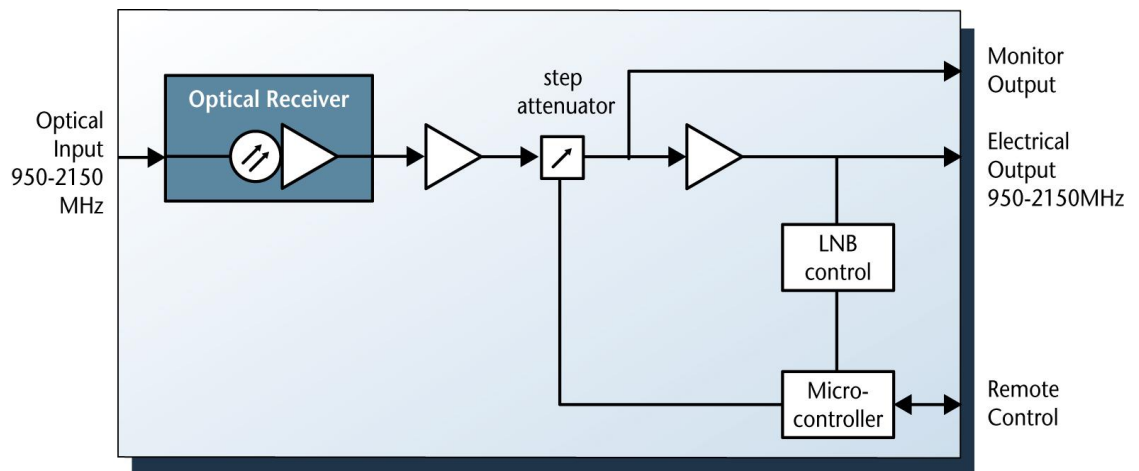 Optical
Input
950-2150
MHz
Optical Receiver
step
attenuator
Monitor
Output
Electrical
Output
950-2150MHz
LNB
control
Micro-
controller
Remote
Control